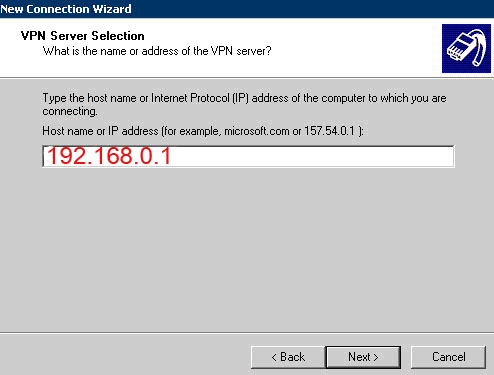 New Connection Wizard
VPN Server Selection
What is the name or address of the VPN server?
Type the host name or Internet Protocol (IP) address of the computer to which you are
connecting.
Host name or IP address (for example, microsoft.com or 157.54.0.1 ):
192.168.0.1
< Back Next > Cancel